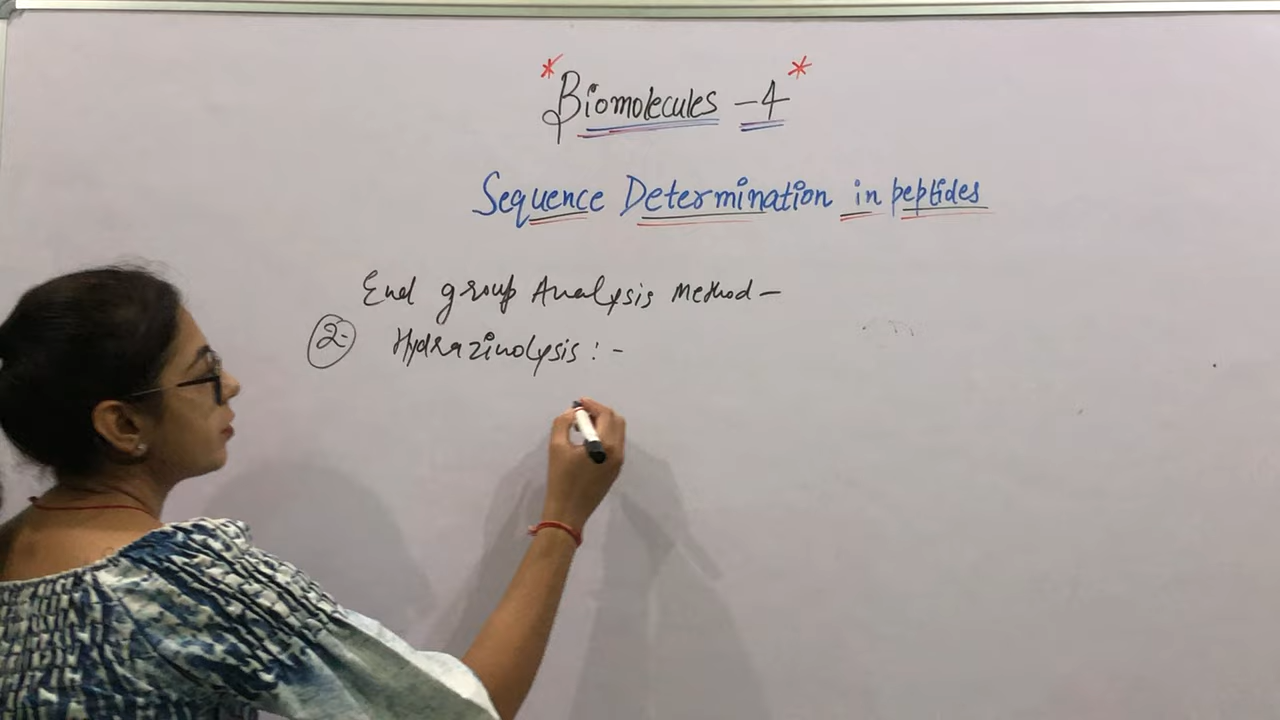 * Biomolecules - 4 *
Sequence Determination in peptides
End group Analysis Method -
2. Hydrazinolysis : -